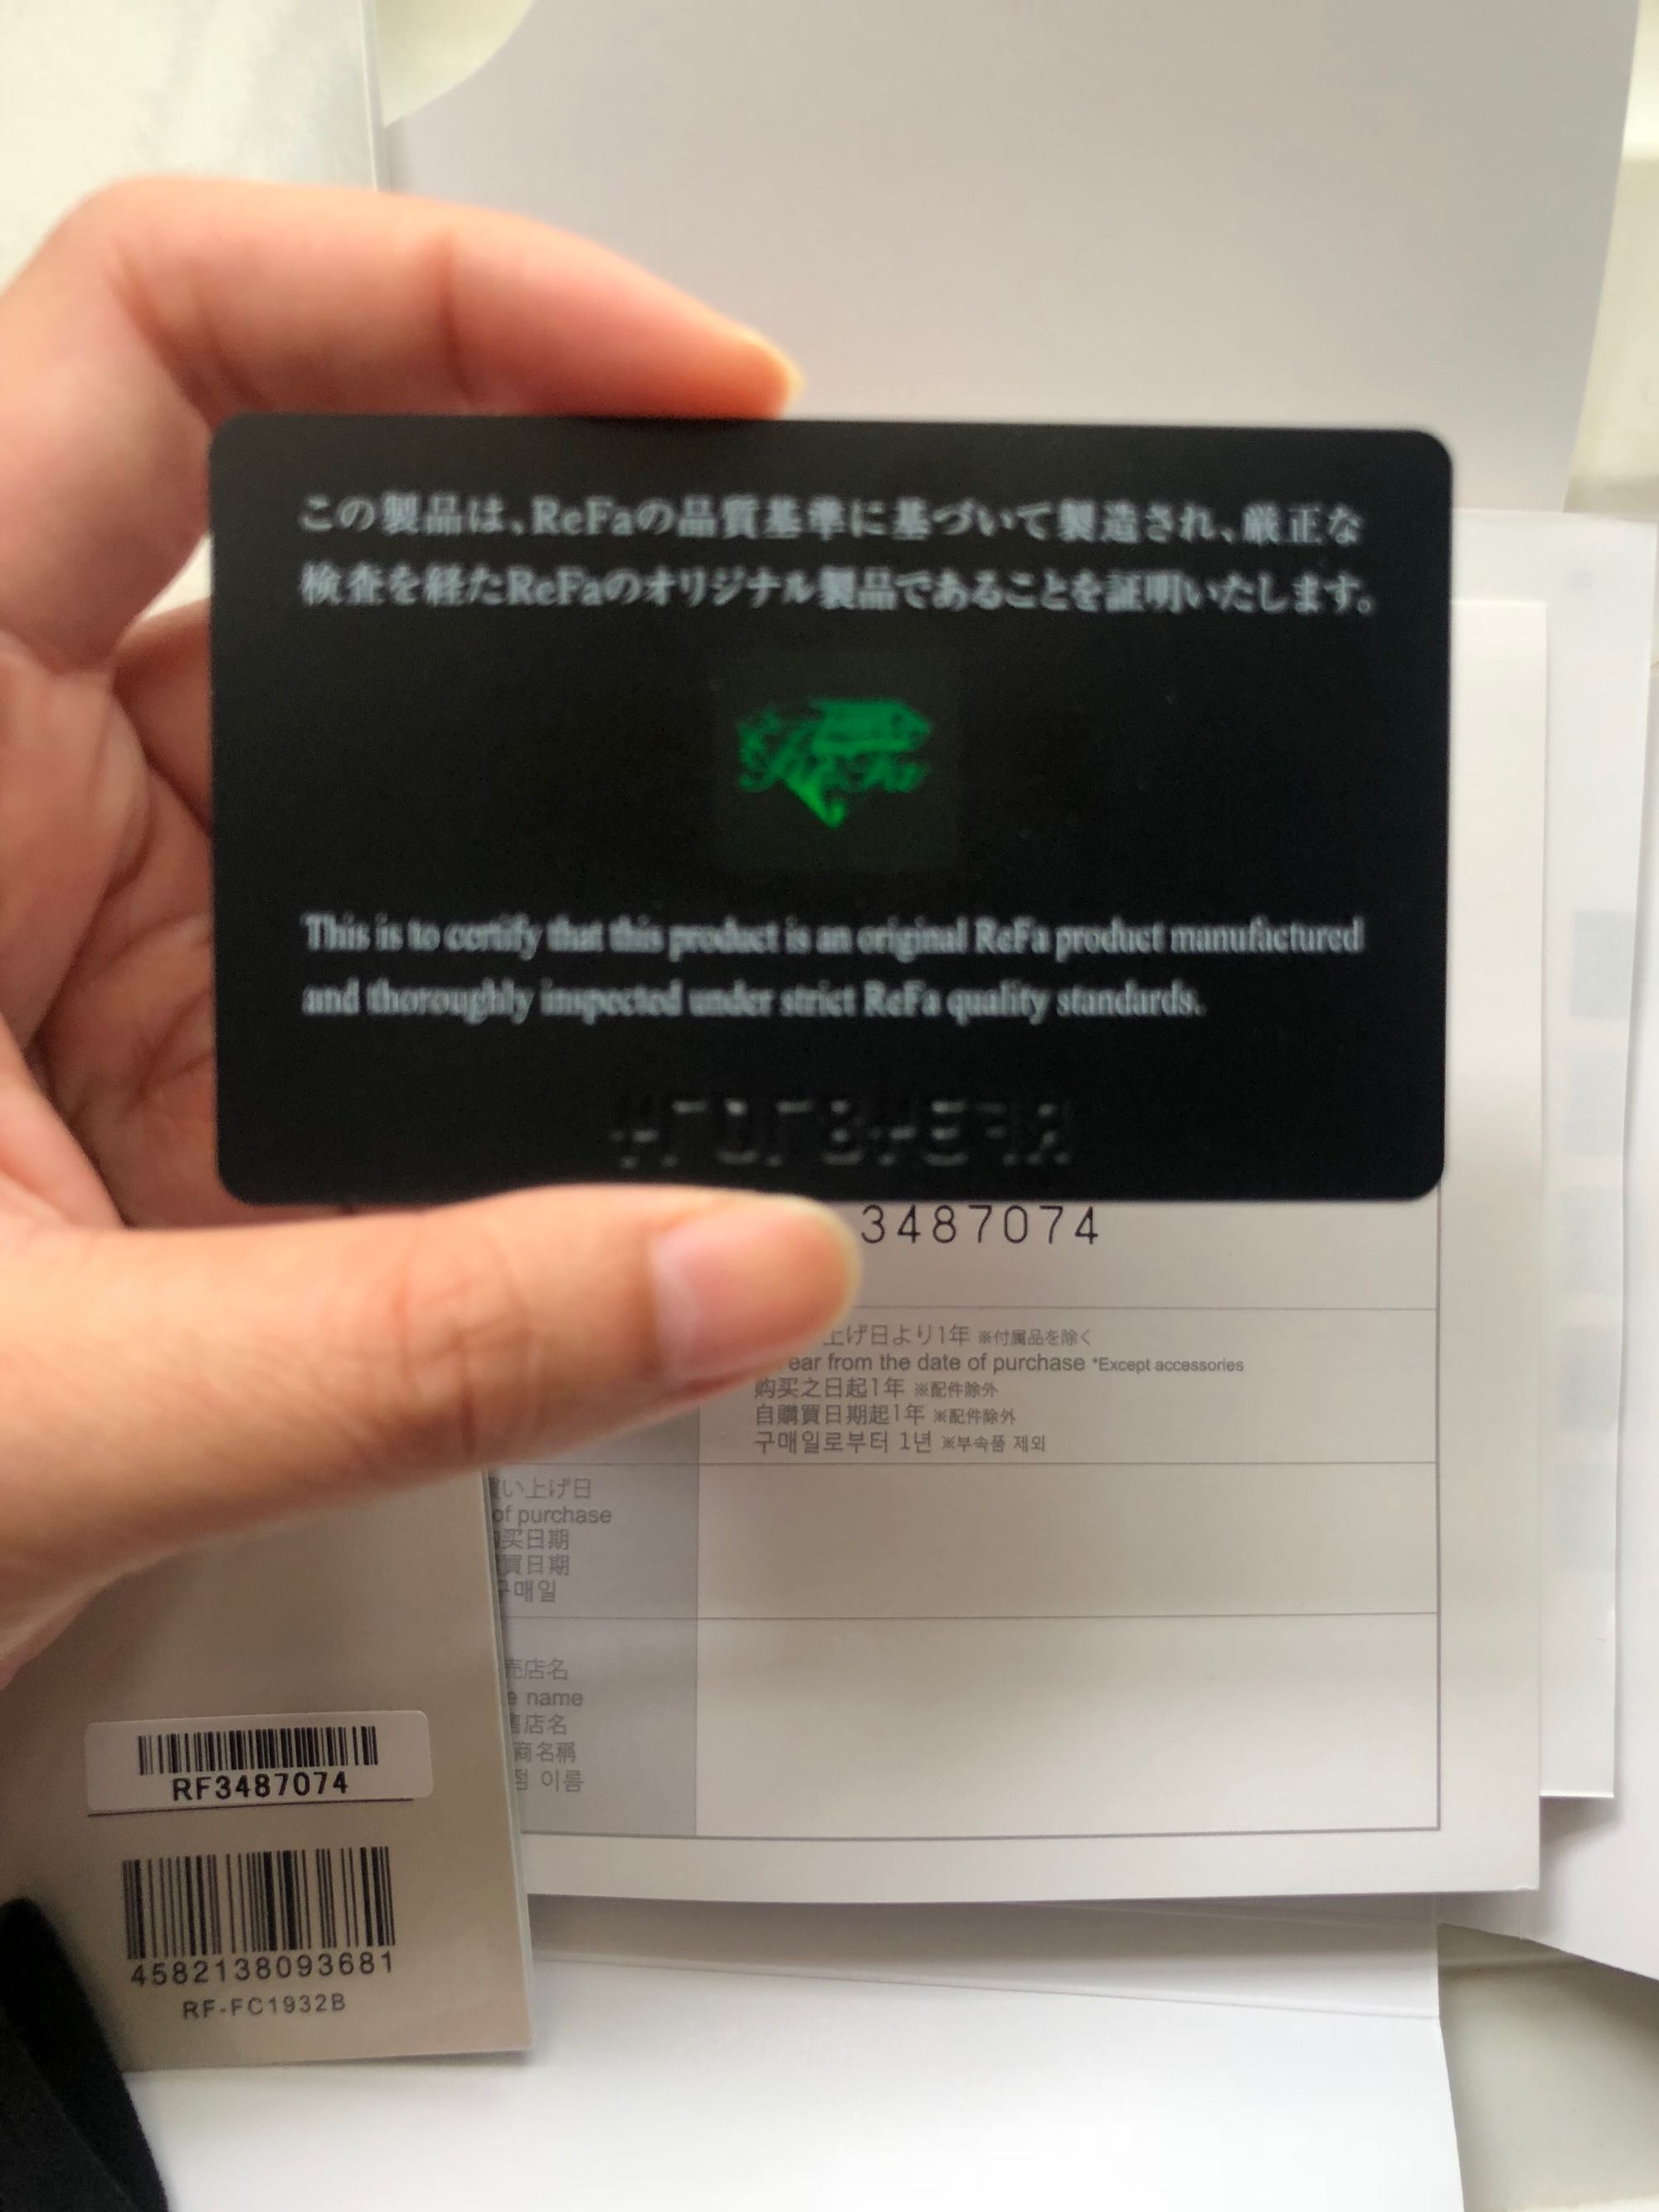 この製品は、ReFaの品質基準に基づいて製造され、厳正な
検査を経たReFaのオリジナル製品であることを証明いたします。
ReFa
This is to certify that this product is an original ReFa product manufactured
and thoroughly inspected under strict ReFa quality standards.
RF3487074
3487074
上げ日より1年 ※付属品を除く
ear from the date of purchase *Except accessories
购买之日起1年 ※配件除外
自購買日期起1年 ※配件除外
구매일로부터 1년 ※부속품 제외
い上げ日
of purchase
买日期
買日期
구매일
売店名
e name
店名
商名稱
점 이름
RF3487074
4582138093681
RF-FC1932B